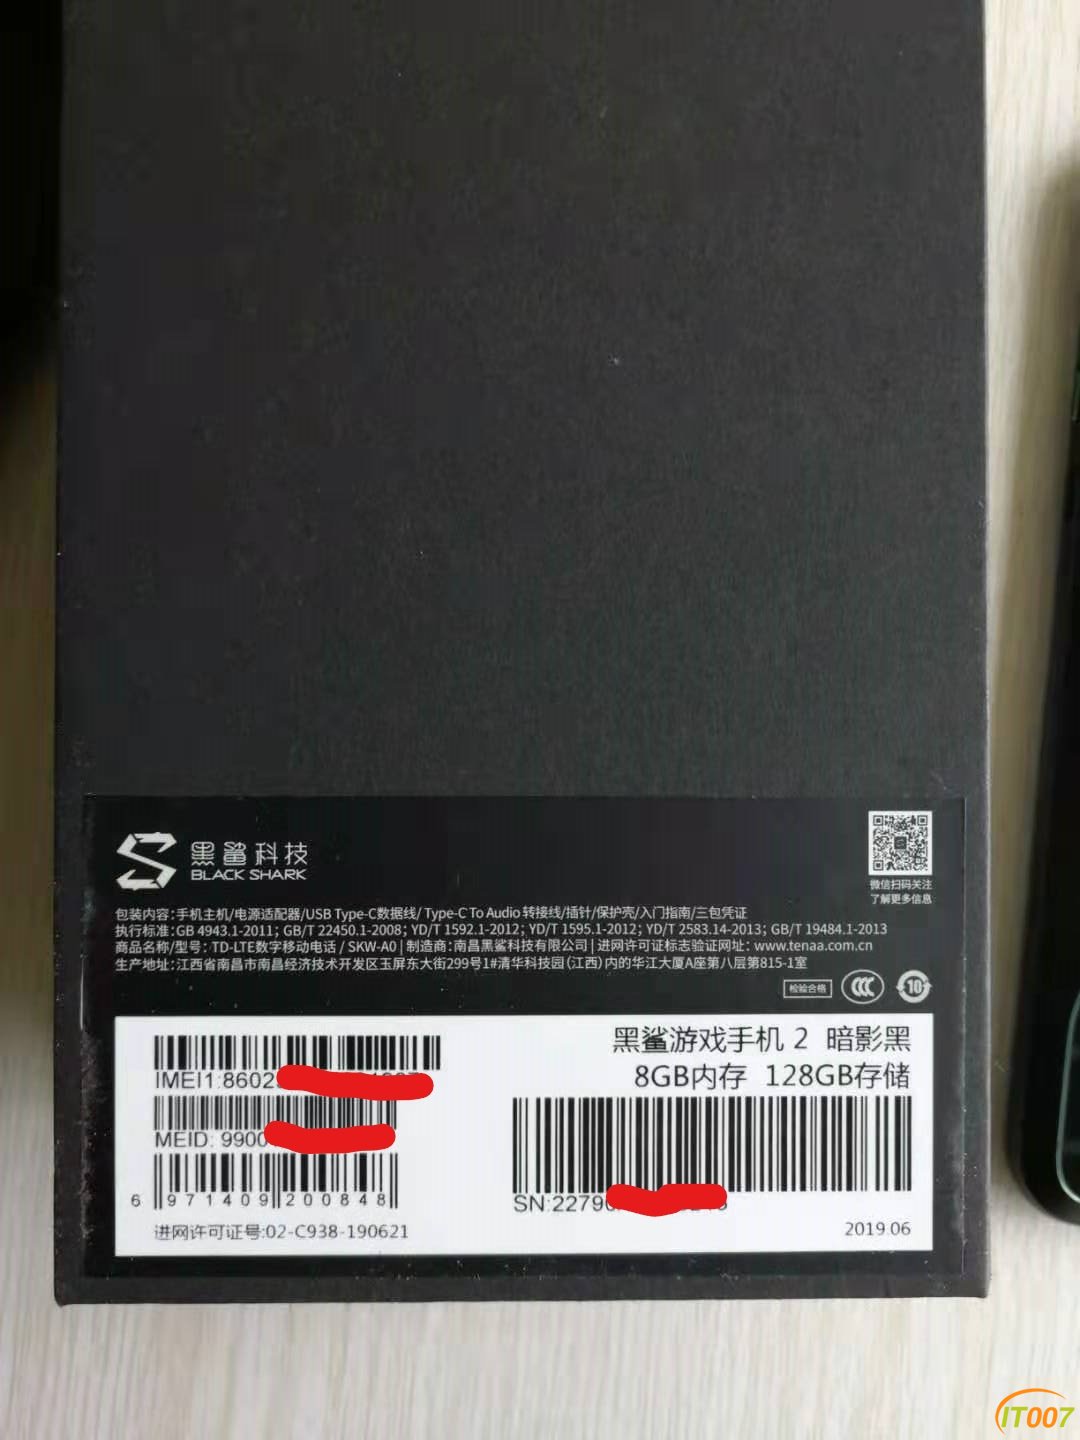 黑鲨科技
BLACK SHARK
微信扫码关注
了解更多信息
包装内容:手机主机/电源适配器/USB Type-C数据线/ Type-C To Audio 转接线/插针/保护壳/入门指南/三包凭证
执行标准:GB 4943.1-2011; GB/T 22450.1-2008; YD/T 1592.1-2012; YD/T 1595.1-2012; YD/T 2583.14-2013; GB/T 19484.1-2013
商品名称/型号: TD-LTE数字移动电话 / SKW-A0 | 制造商: 南昌黑鲨科技有限公司 | 进网许可证标志验证网址: www.tenaa.com.cn
生产地址:江西省南昌市南昌经济技术开发区玉屏东大街299号1#清华科技园(江西)内的华江大厦A座第八层第815-1室
检验合格 CCC 10
黑鲨游戏手机 2 暗影黑
8GB内存 128GB存储
IMEI1:8602
MEID: 9900
6 971409 200848
进网许可证号:02-C938-190621
SN:22790
2019.06
IT007